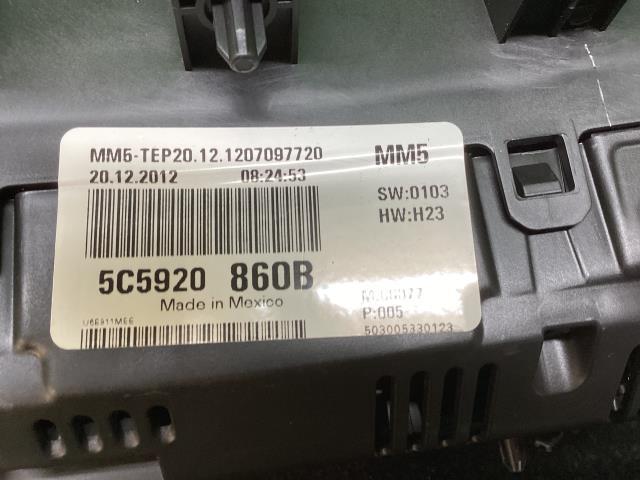 MM5-TEP20.12.1207097720 MM5
20.12.2012 08:24:53
SW:0103
HW:H23
5C5920 860B
Made in Mexico
P:005
503005330123